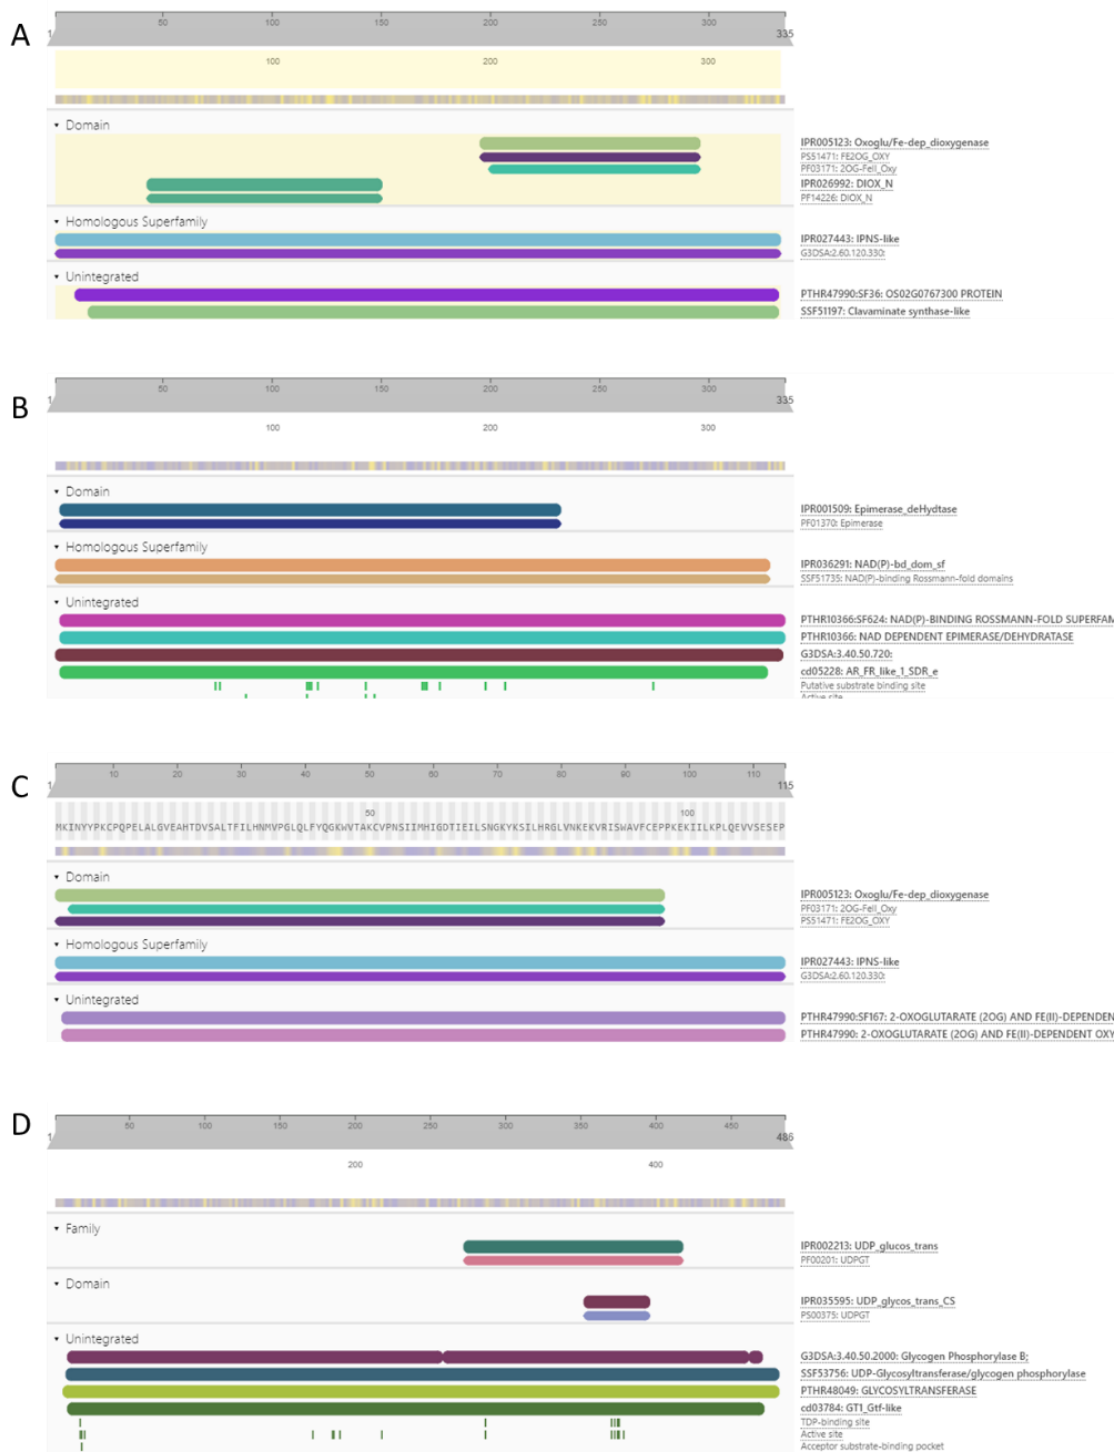 A
50 100 150 200 250 300
1 335
100 200 300
Domain
IPR005123: Oxoglu/Fe-dep_dioxygenase
PS51471: FE2OG_OXY
PF03171: 2OG-FeII_Oxy
IPR026992: DIOX_N
PF14226: DIOX_N
Homologous Superfamily
IPR027443: IPNS-like
G3DSA:2.60.120.330:
Unintegrated
PTHR47990:SF36: OS02G0767300 PROTEIN
SSF51197: Clavaminate synthase-like
B
50 100 150 200 250 300
1 335
100 200 300
Domain
IPR001509: Epimerase_deHydtase
PF01370: Epimerase
Homologous Superfamily
IPR036291: NAD(P)-bd_dom_sf
SSF51735: NAD(P)-binding Rossmann-fold domains
Unintegrated
PTHR10366:SF624: NAD(P)-BINDING ROSSMANN-FOLD SUPERFAM
PTHR10366: NAD DEPENDENT EPIMERASE/DEHYDRATASE
G3DSA:3.40.50.720:
cd05228: AR_FR_like_1_SDR_e
Putative substrate binding site
Active site
C
10 20 30 40 50 60 70 80 90 100 110
1 115
50 100
MKINYYPKCPQPELALGVEAHTDVSALTFILHNMVPGLQLFYQGKWVTAKCVPNSIIMHIGDTIEILSNGKYKSILHRGLVNKEKVRISWAVFCEPPKEKIILKPLQEVVSESEP
Domain
IPR005123: Oxoglu/Fe-dep_dioxygenase
PF03171: 2OG-FeII_Oxy
PS51471: FE2OG_OXY
Homologous Superfamily
IPR027443: IPNS-like
G3DSA:2.60.120.330:
Unintegrated
PTHR47990:SF167: 2-OXOGLUTARATE (2OG) AND FE(II)-DEPENDEN
PTHR47990: 2-OXOGLUTARATE (2OG) AND FE(II)-DEPENDENT OXY
D
50 100 150 200 250 300 350 400 450
1 486
200 400
Family
IPR002213: UDP_glucos_trans
PF00201: UDPGT
Domain
IPR035595: UDP_glycos_trans_CS
PS00375: UDPGT
Unintegrated
G3DSA:3.40.50.2000: Glycogen Phosphorylase B;
SSF53756: UDP-Glycosyltransferase/glycogen phosphorylase
PTHR48049: GLYCOSYLTRANSFERASE
cd03784: GT1_Gtf-like
TDP-binding site
Active site
Acceptor substrate-binding pocket